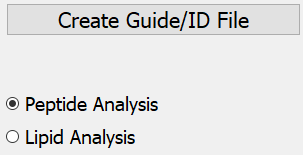 Create Guide/ID File
Peptide Analysis
Lipid Analysis